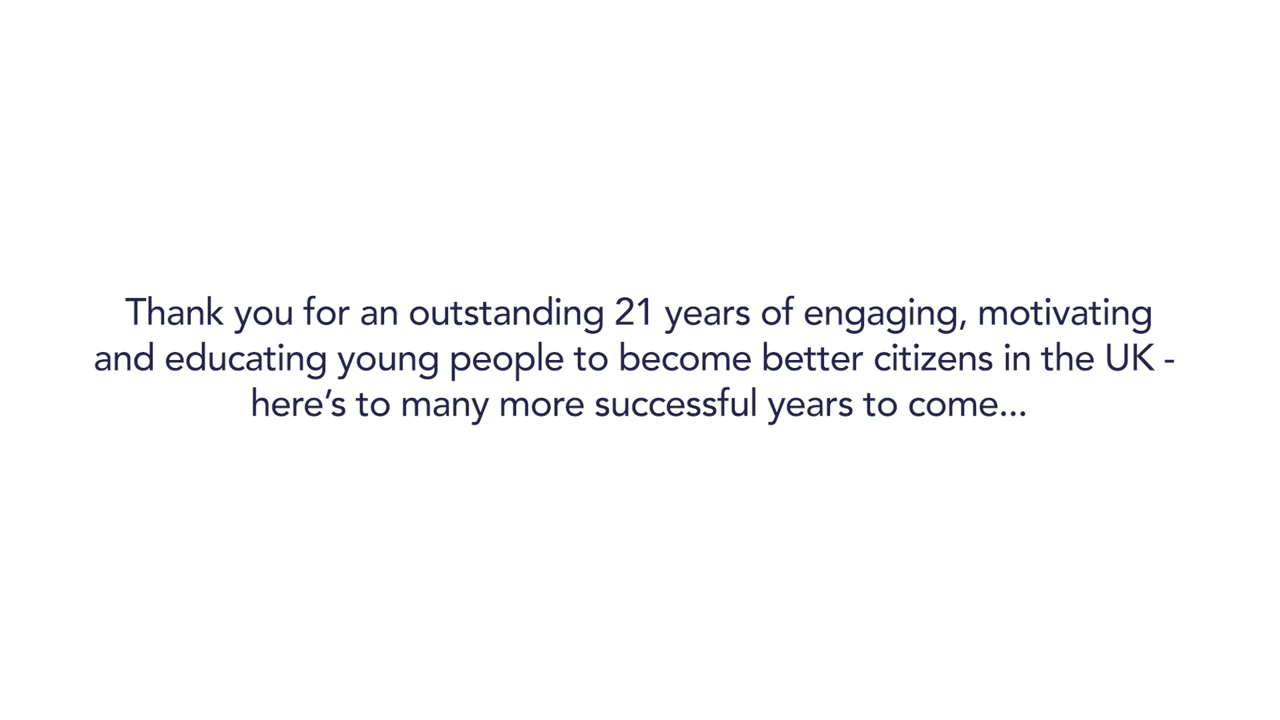 Thank you for an outstanding 21 years of engaging, motivating
and educating young people to become better citizens in the UK -
here’s to many more successful years to come...